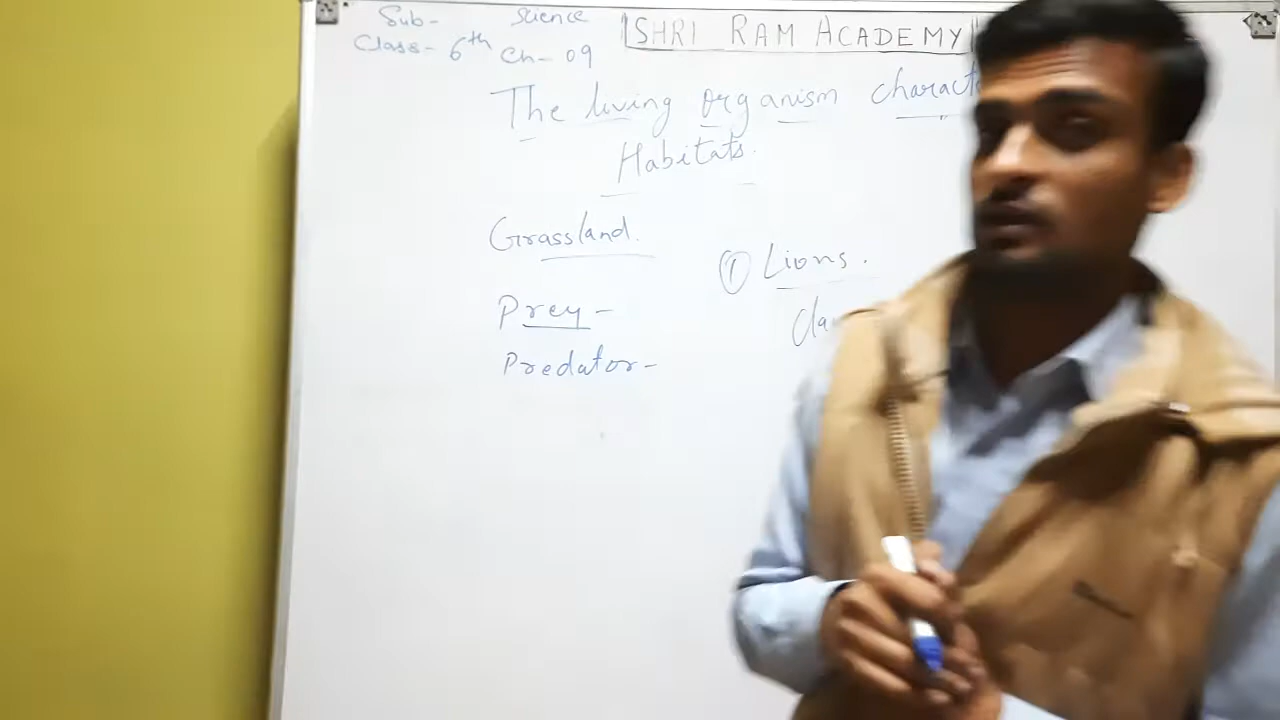 Sub- Science
Class- 6th Ch- 09
SHRI RAM ACADEMY
The living organism
Habitats.
Grassland.
① Lions.
Prey-
Predator-